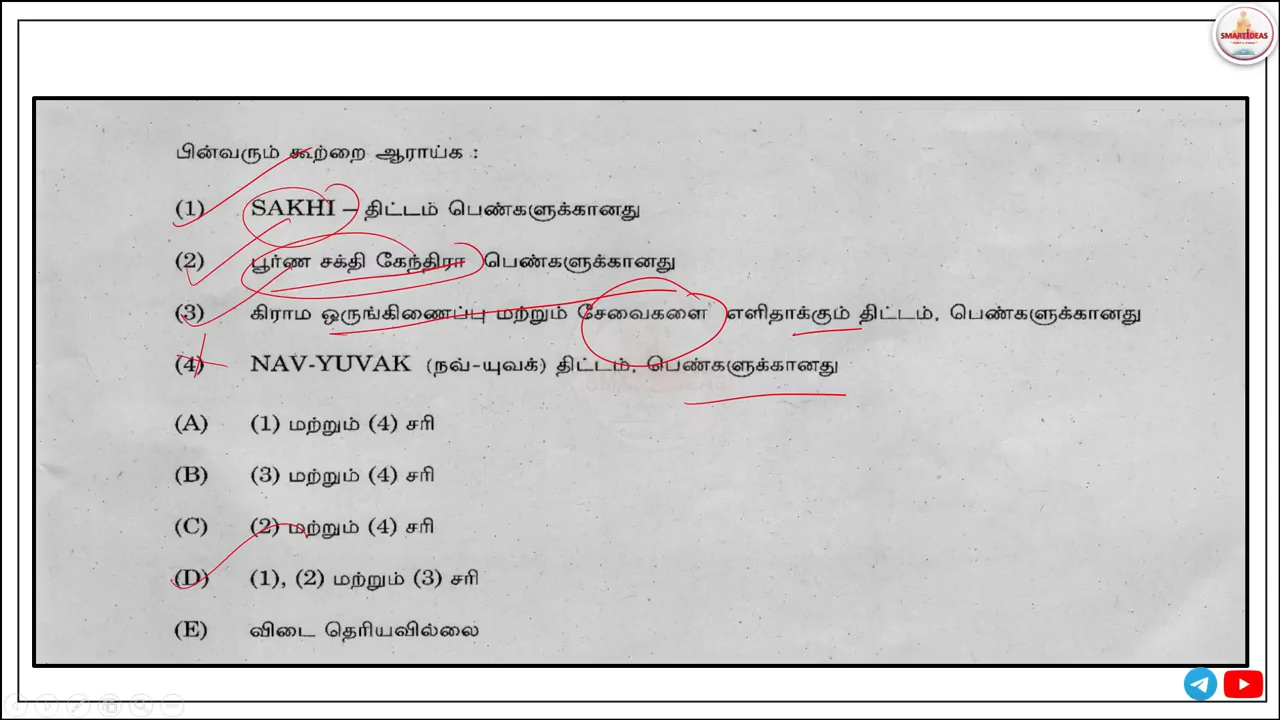 SMART IDEAS
பின்வரும் கூற்றை ஆராய்க :
(1) SAKHI – திட்டம் பெண்களுக்கானது
(2) பூர்ண சக்தி கேந்திரா பெண்களுக்கானது
(3) கிராம ஒருங்கிணைப்பு மற்றும் சேவைகளை எளிதாக்கும் திட்டம், பெண்களுக்கானது
(4) NAV-YUVAK (நவ்-யுவக்) திட்டம், பெண்களுக்கானது
(A) (1) மற்றும் (4) சரி
(B) (3) மற்றும் (4) சரி
(C) (2) மற்றும் (4) சரி
(D) (1), (2) மற்றும் (3) சரி
(E) விடை தெரியவில்லை